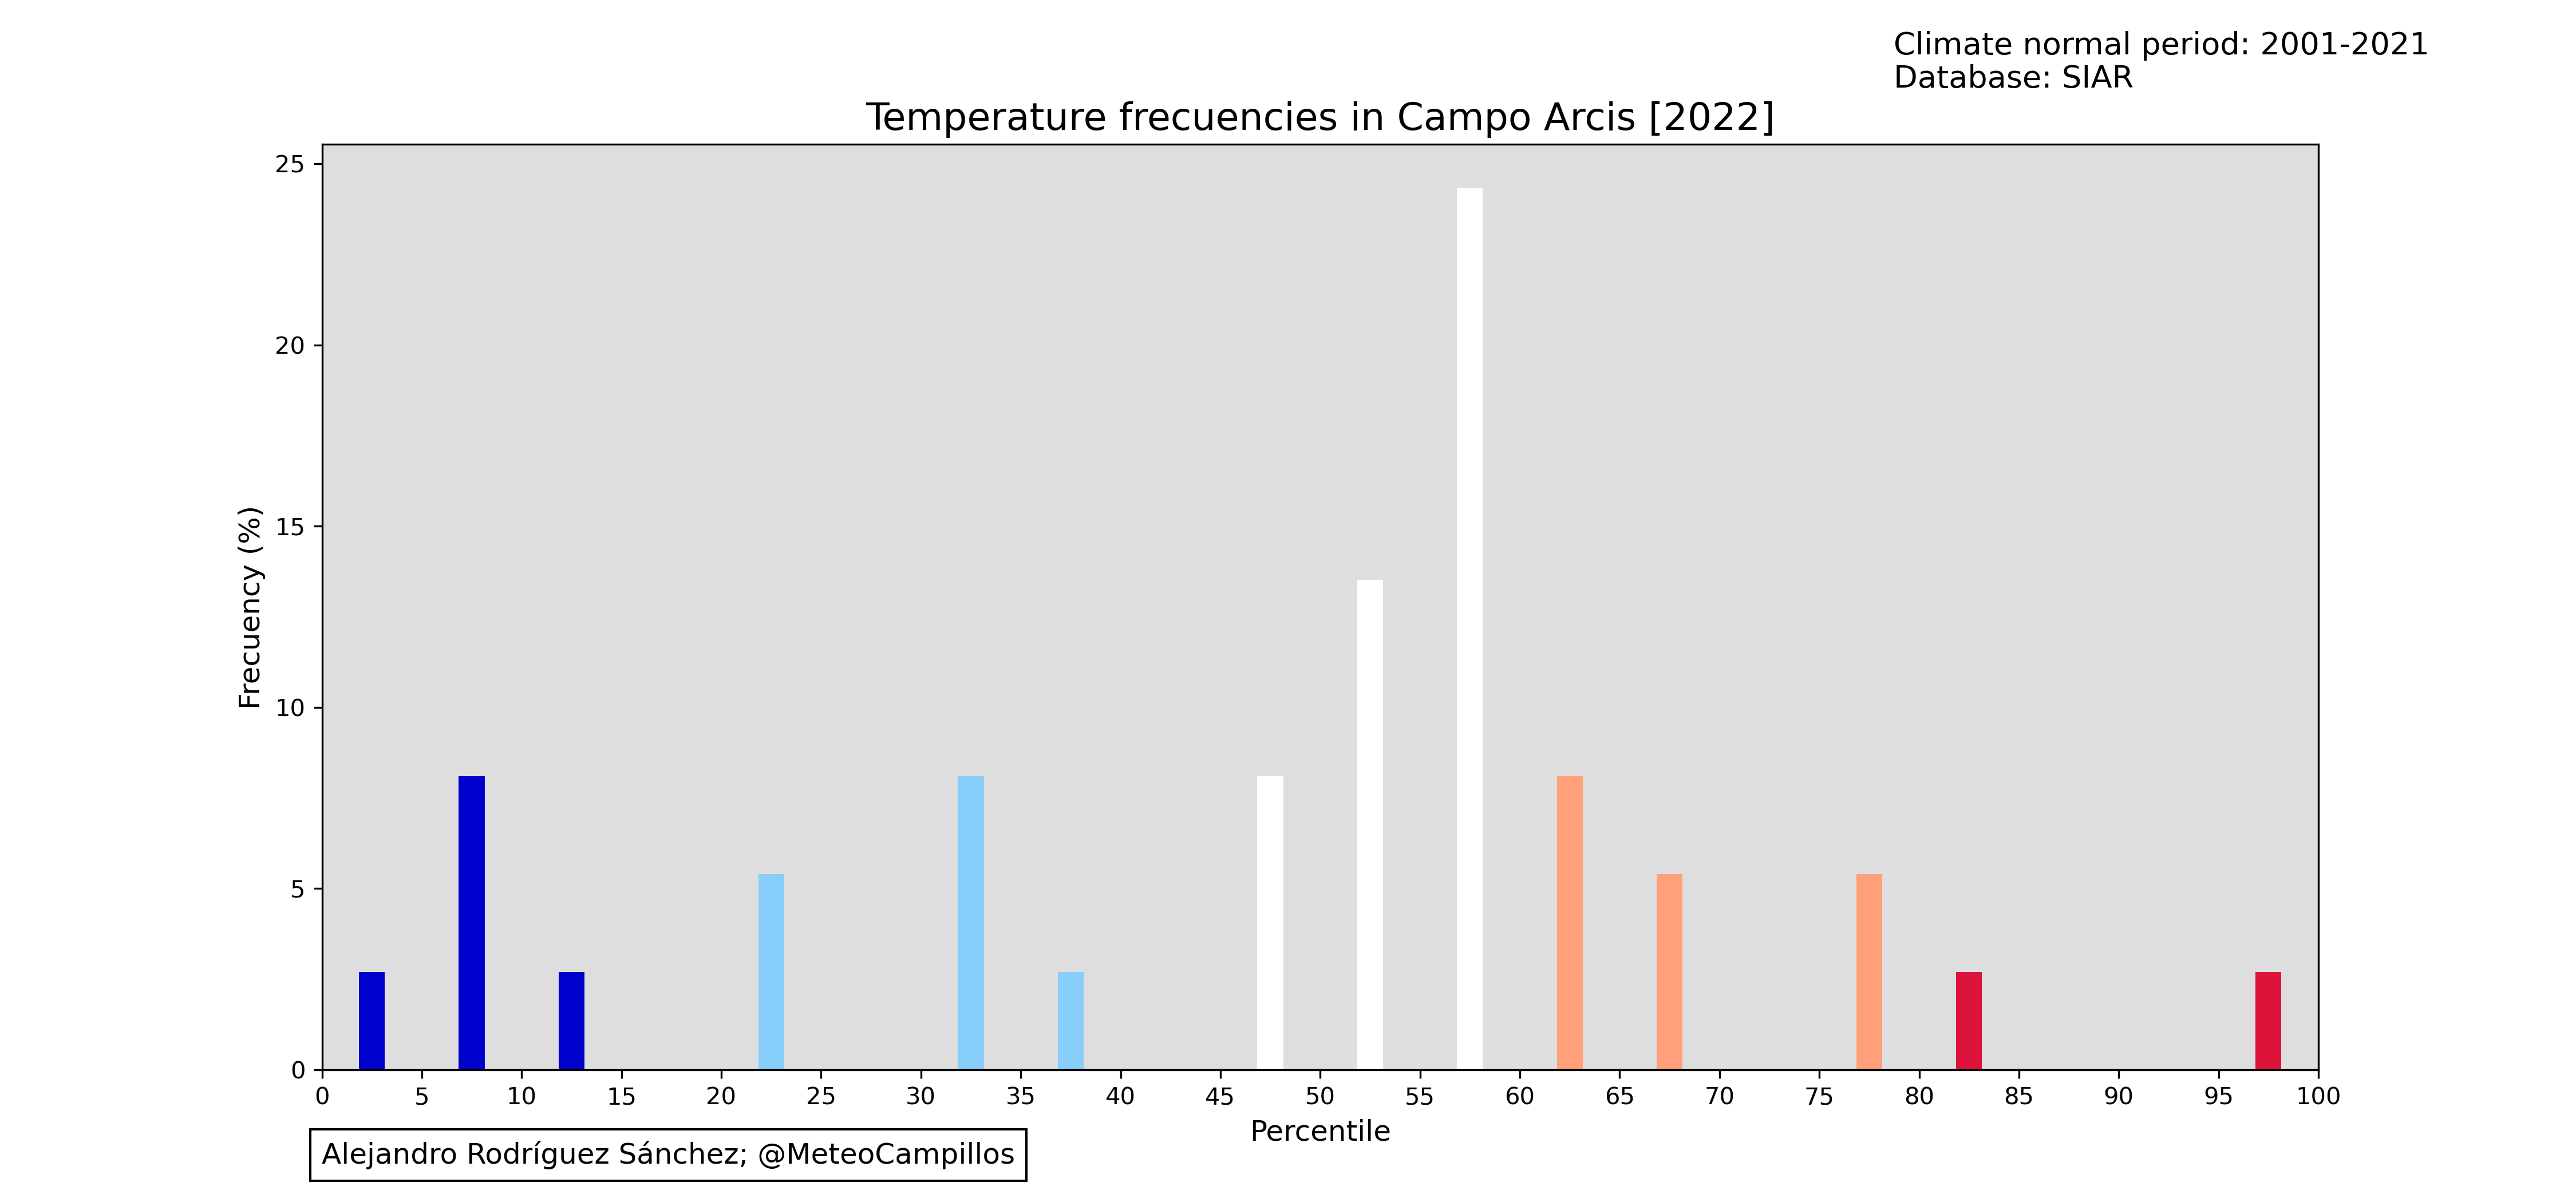 Climate normal period: 2001-2021
Database: SIAR
Temperature frecuencies in Campo Arcis [2022]
Frecuency (%)
25
20
15
10
5
0
0 5 10 15 20 25 30 35 40 45 50 55 60 65 70 75 80 85 90 95 100
Percentile
Alejandro Rodríguez Sánchez; @MeteoCampillos